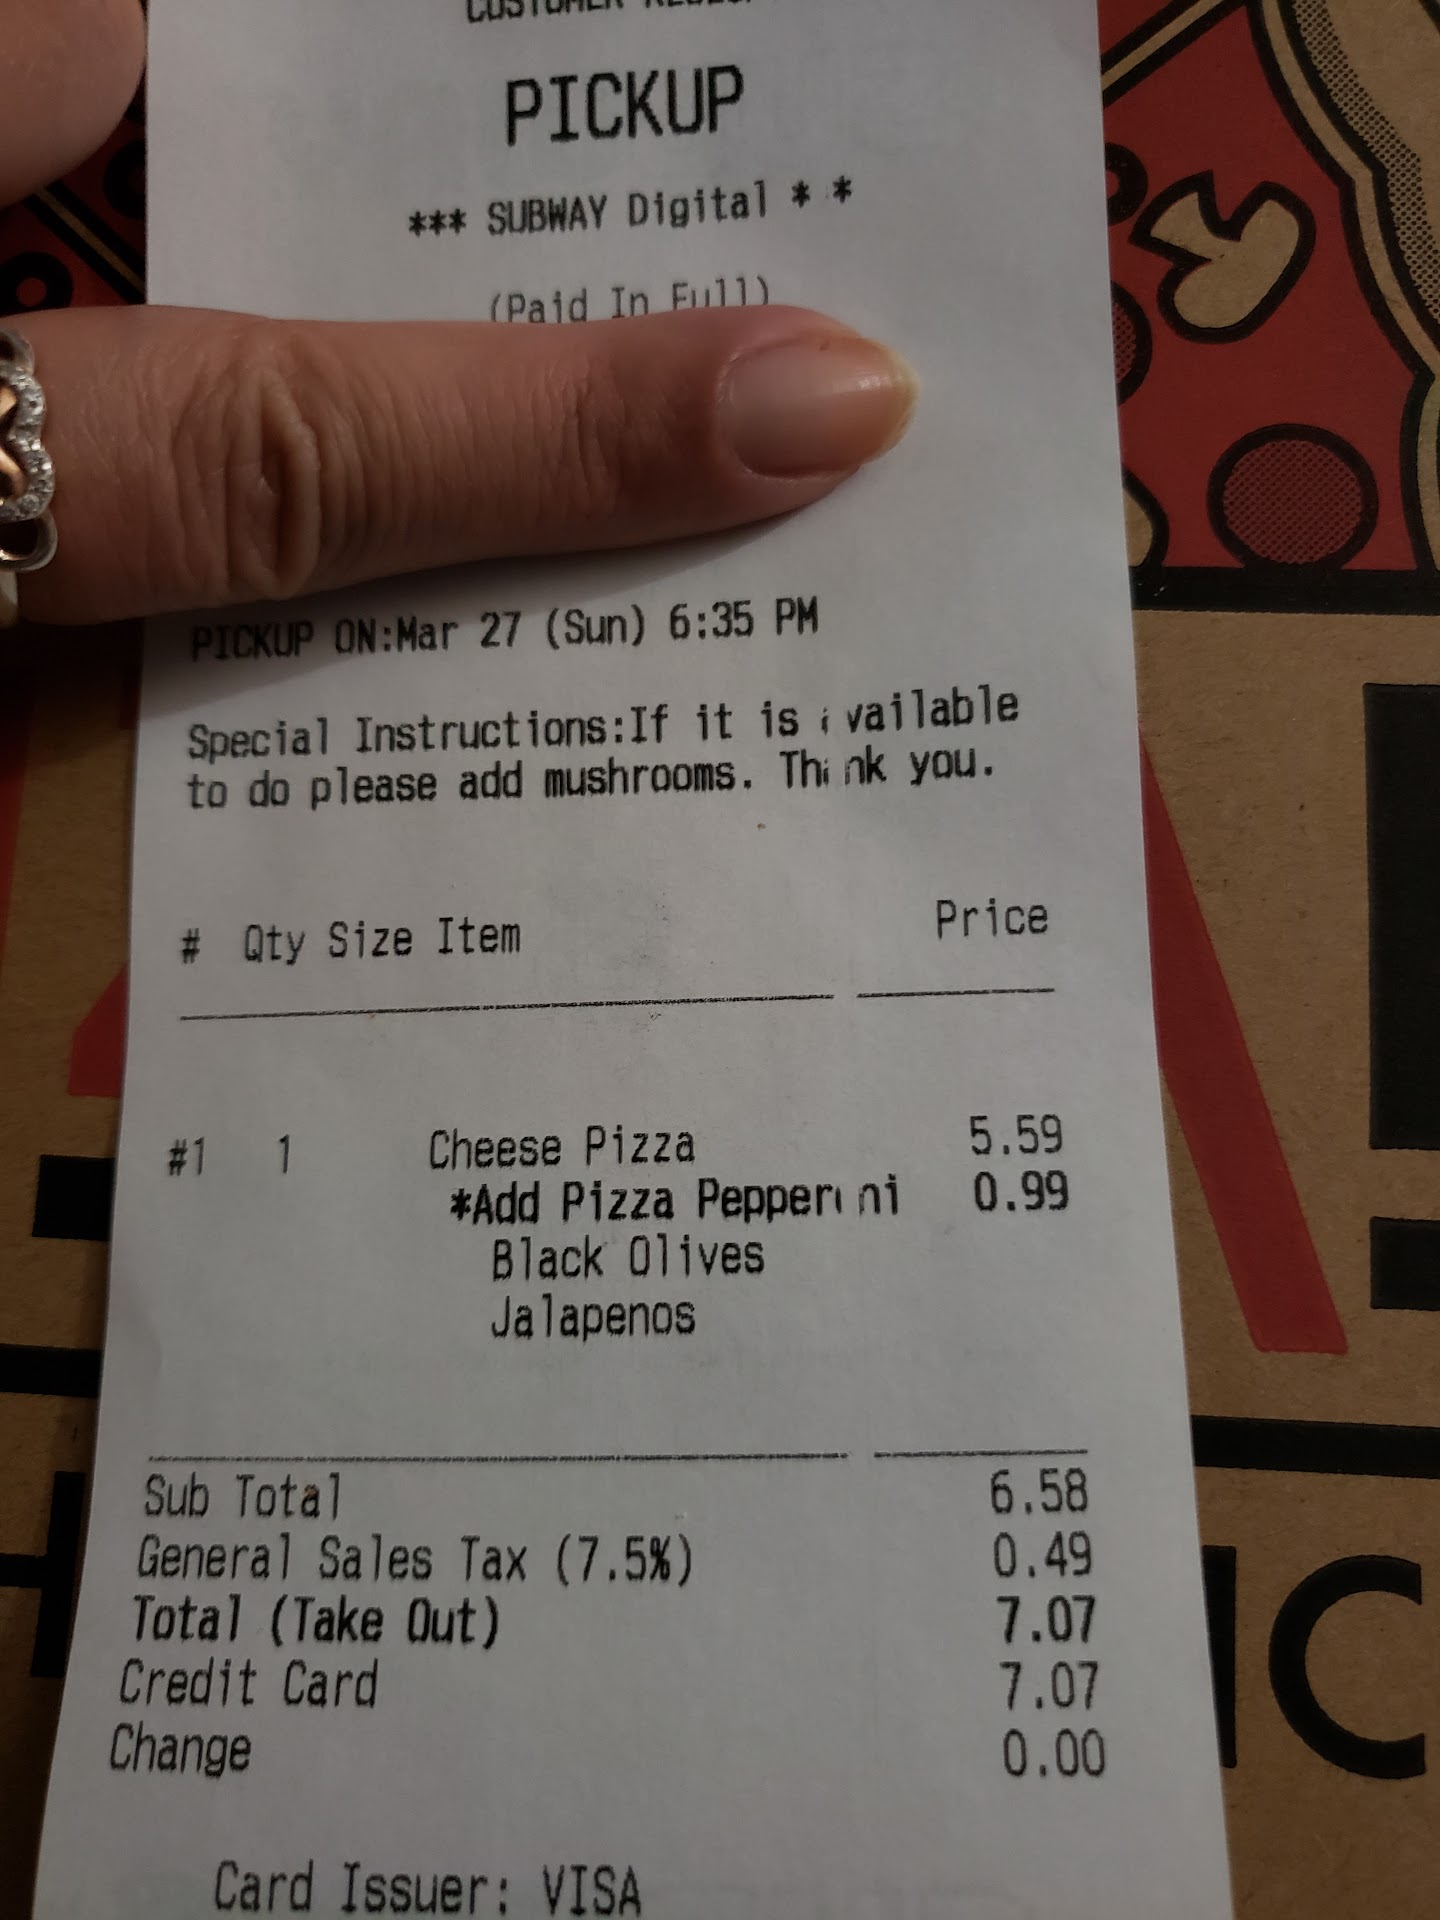 PICKUP
*** SUBWAY Digital * *
(Paid In Full)
PICKUP ON:Mar 27 (Sun) 6:35 PM
Special Instructions:If it is available
to do please add mushrooms. Thank you.
# Qty Size Item Price
#1 1 Cheese Pizza 5.59
*Add Pizza Pepperoni 0.99
Black Olives
Jalapenos
Sub Total 6.58
General Sales Tax (7.5%) 0.49
Total (Take Out) 7.07
Credit Card 7.07
Change 0.00
Card Issuer: VISA